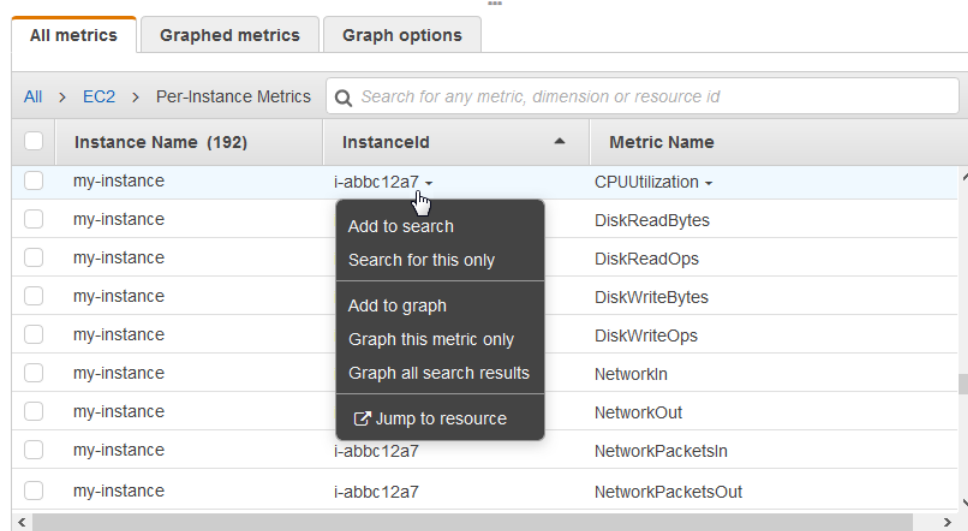 All metrics Graphed metrics Graph options
All > EC2 > Per-Instance Metrics Search for any metric, dimension or resource id
Instance Name (192) InstanceId Metric Name
my-instance i-abbc12a7 CPUUtilization
my-instance DiskReadBytes
my-instance DiskReadOps
my-instance DiskWriteBytes
my-instance DiskWriteOps
my-instance NetworkIn
my-instance NetworkOut
my-instance i-abbc12a7 NetworkPacketsIn
my-instance i-abbc12a7 NetworkPacketsOut
Add to search
Search for this only
Add to graph
Graph this metric only
Graph all search results
Jump to resource